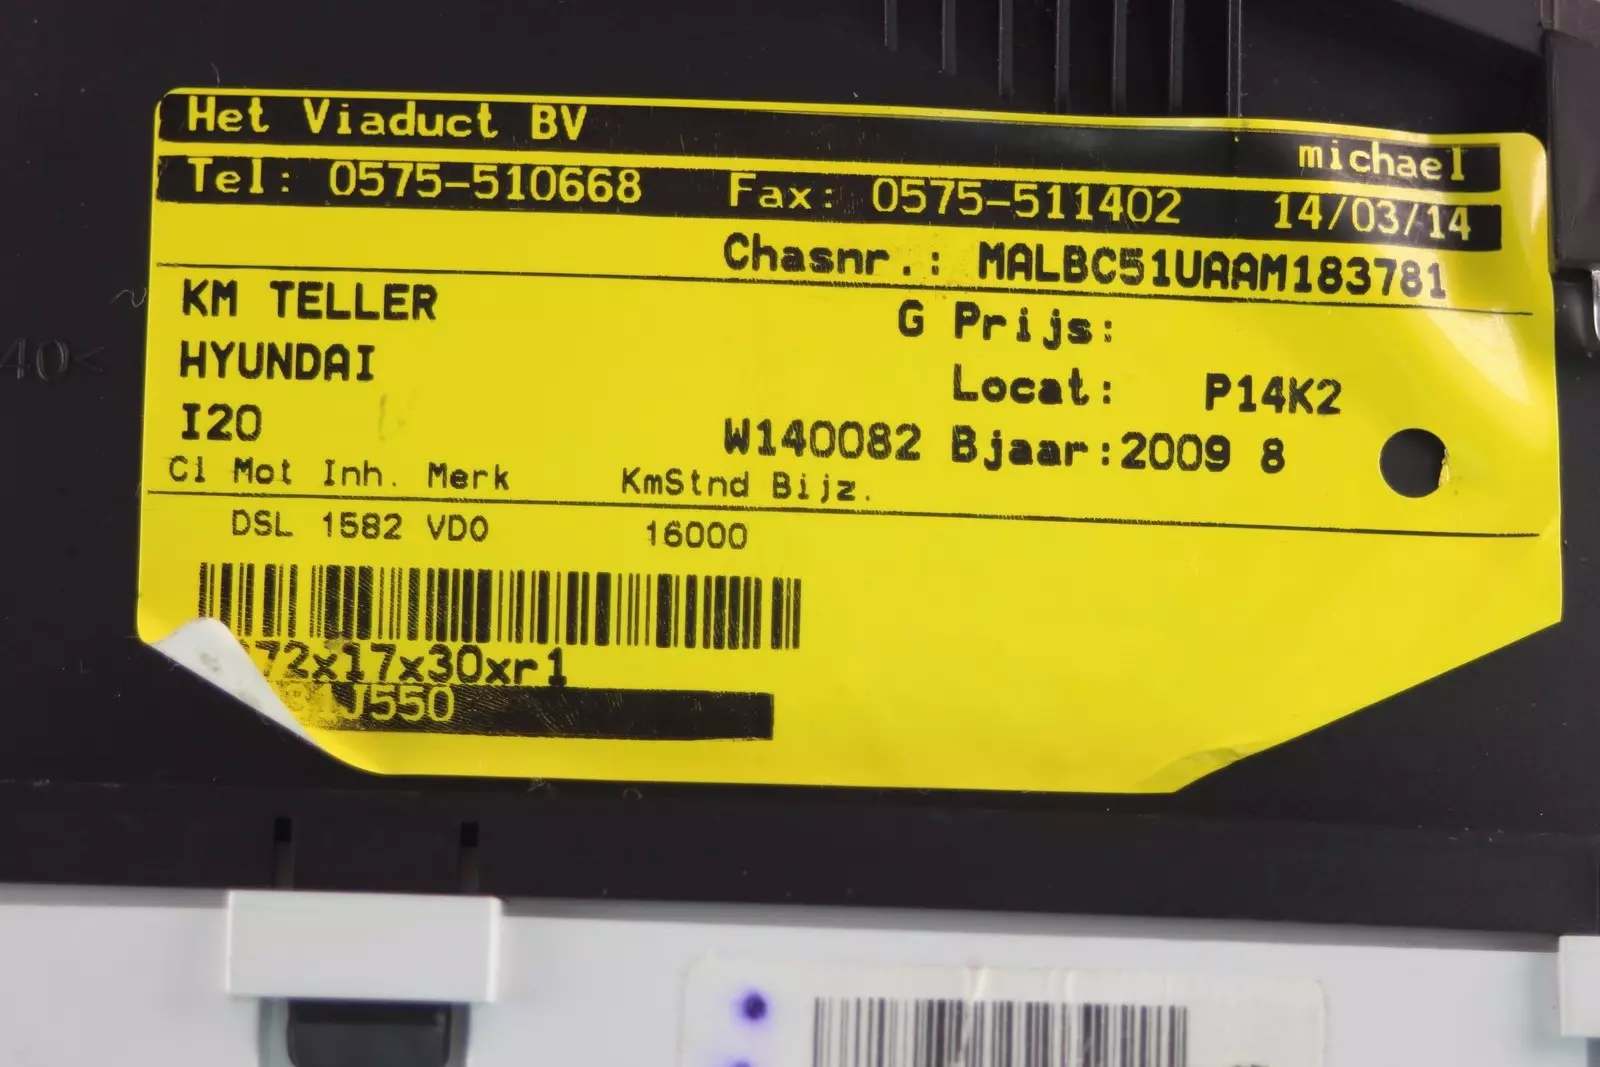 Het Viaduct BV
michael
Tel: 0575-510668 Fax: 0575-511402 14/03/14
Chasnr.: MALBC51UAAM183781
KM TELLER
G Prijs:
HYUNDAI
Locat: P14K2
I20
W140082 Bjaar:2009 8
Cl Mot Inh. Merk KmStnd Bijz.
DSL 1582 VDO 16000
72x17x30xr1
J550
40<